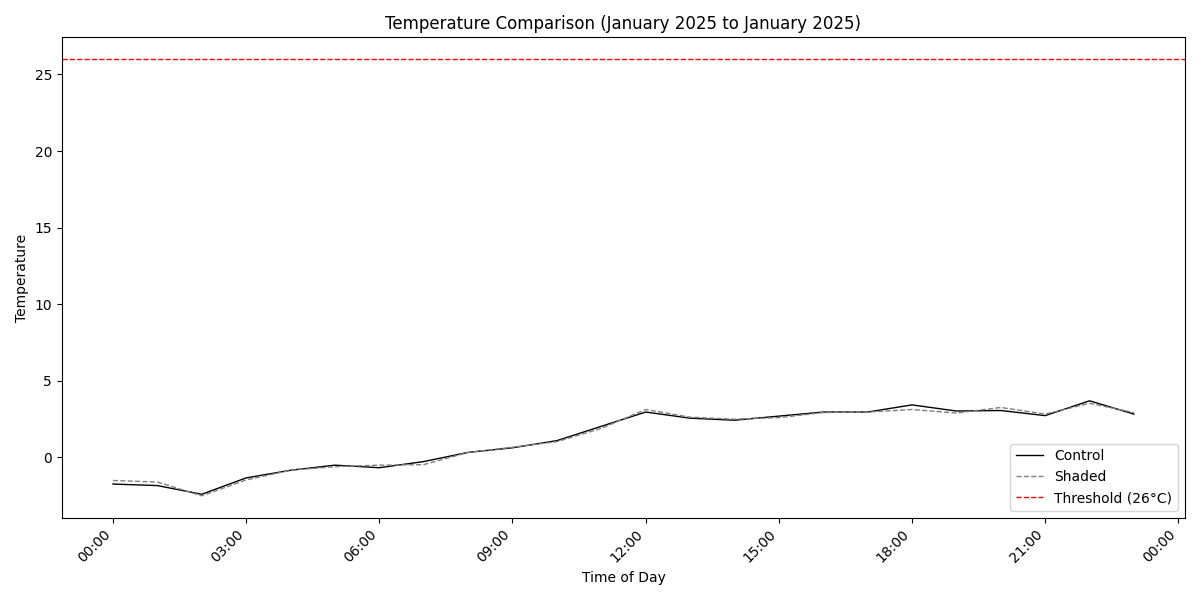 Temperature Comparison (January 2025 to January 2025)
Temperature
25
20
15
10
5
0
Control
Shaded
Threshold (26°C)
00:00
03:00
06:00
09:00
12:00
15:00
18:00
21:00
00:00
Time of Day